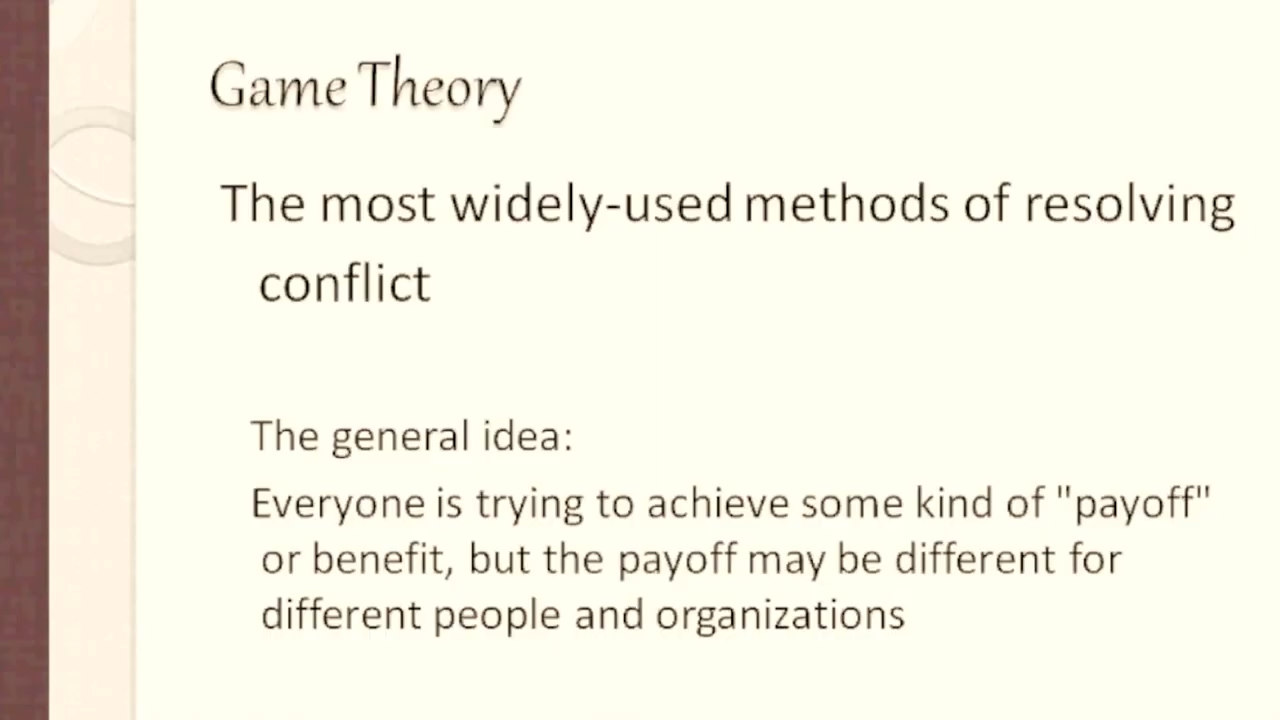 Game Theory
The most widely-used methods of resolving
conflict
The general idea:
Everyone is trying to achieve some kind of "payoff"
or benefit, but the payoff may be different for
different people and organizations